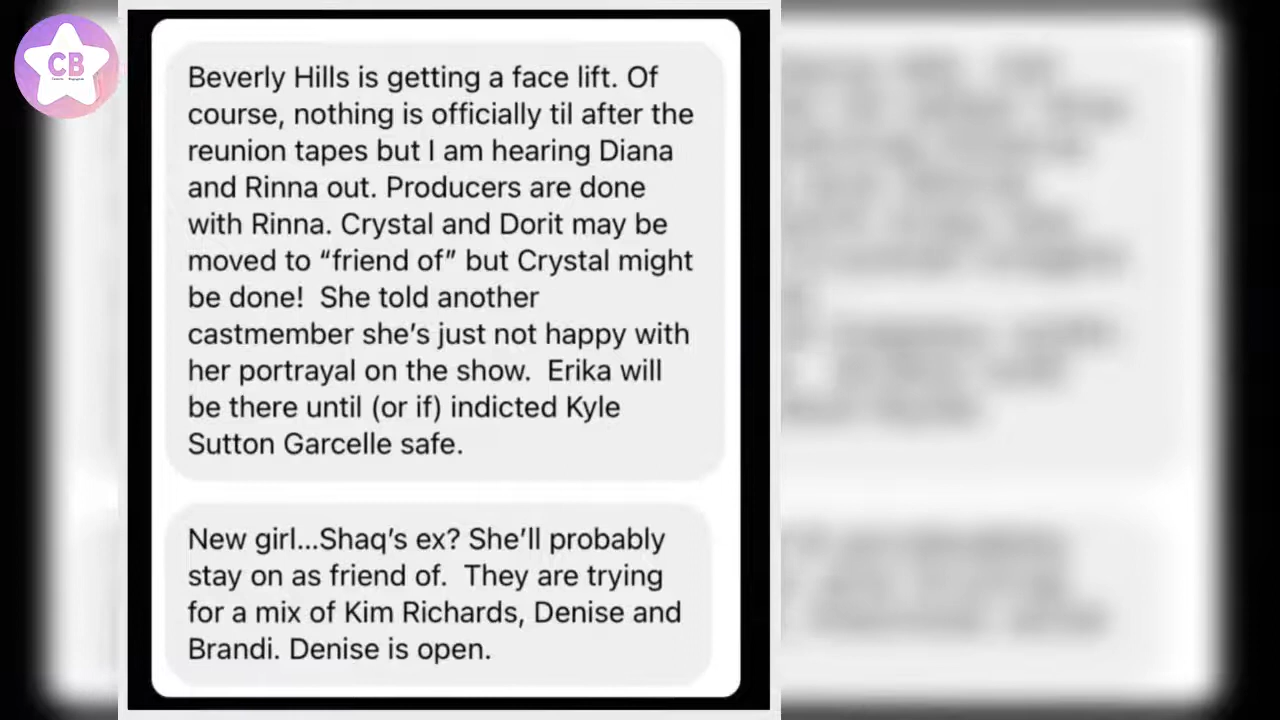 CB
Beverly Hills is getting a face lift. Of
course, nothing is officially til after the
reunion tapes but I am hearing Diana
and Rinna out. Producers are done
with Rinna. Crystal and Dorit may be
moved to “friend of” but Crystal might
be done!  She told another
castmember she’s just not happy with
her portrayal on the show.  Erika will
be there until (or if) indicted Kyle
Sutton Garcelle safe.
New girl...Shaq’s ex? She’ll probably
stay on as friend of.  They are trying
for a mix of Kim Richards, Denise and
Brandi. Denise is open.